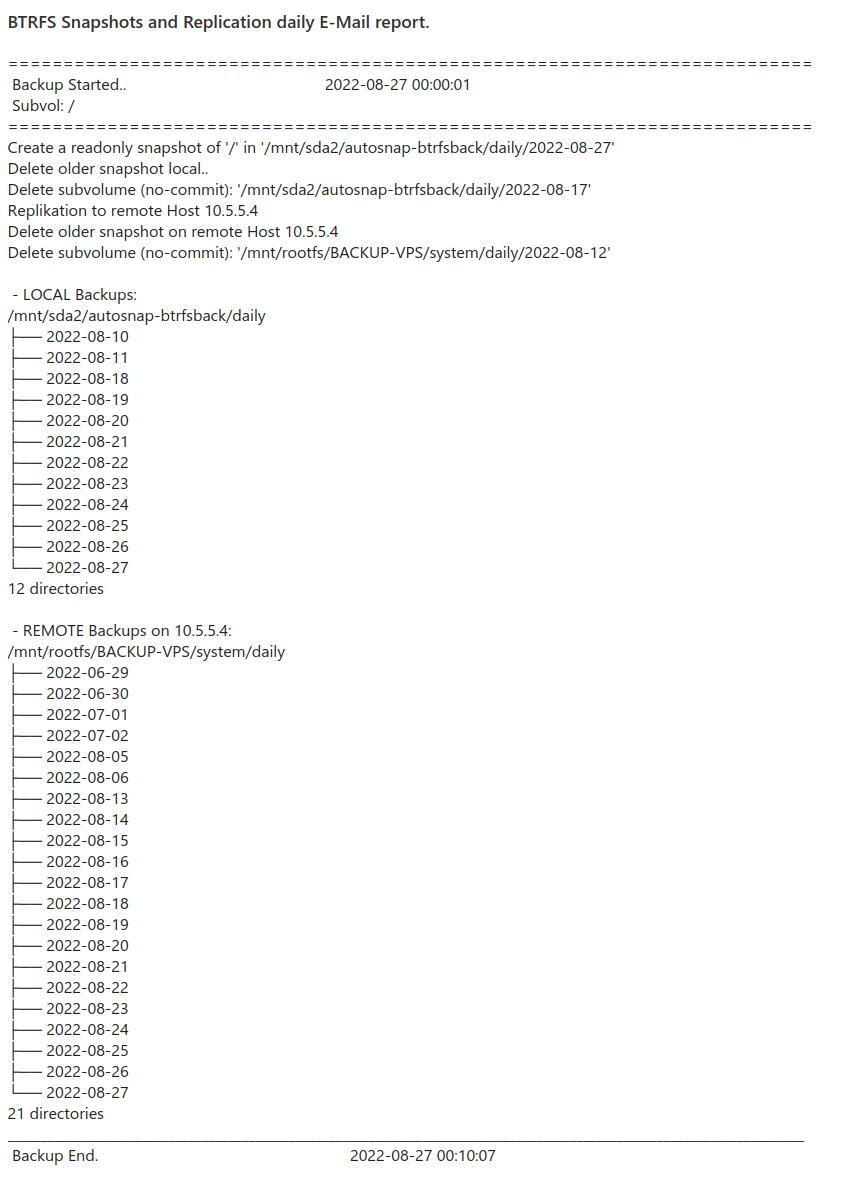 BTRFS Snapshots and Replication daily E-Mail report.
=========================================================================
Backup Started.. 2022-08-27 00:00:01
Subvol: /
=========================================================================
Create a readonly snapshot of '/' in '/mnt/sda2/autosnap-btrfsback/daily/2022-08-27'
Delete older snapshot local..
Delete subvolume (no-commit): '/mnt/sda2/autosnap-btrfsback/daily/2022-08-17'
Replikation to remote Host 10.5.5.4
Delete older snapshot on remote Host 10.5.5.4
Delete subvolume (no-commit): '/mnt/rootfs/BACKUP-VPS/system/daily/2022-08-12'
- LOCAL Backups:
/mnt/sda2/autosnap-btrfsback/daily
├── 2022-08-10
├── 2022-08-11
├── 2022-08-18
├── 2022-08-19
├── 2022-08-20
├── 2022-08-21
├── 2022-08-22
├── 2022-08-23
├── 2022-08-24
├── 2022-08-25
├── 2022-08-26
└── 2022-08-27
12 directories
- REMOTE Backups on 10.5.5.4:
/mnt/rootfs/BACKUP-VPS/system/daily
├── 2022-06-29
├── 2022-06-30
├── 2022-07-01
├── 2022-07-02
├── 2022-08-05
├── 2022-08-06
├── 2022-08-13
├── 2022-08-14
├── 2022-08-15
├── 2022-08-16
├── 2022-08-17
├── 2022-08-18
├── 2022-08-19
├── 2022-08-20
├── 2022-08-21
├── 2022-08-22
├── 2022-08-23
├── 2022-08-24
├── 2022-08-25
├── 2022-08-26
└── 2022-08-27
21 directories
Backup End. 2022-08-27 00:10:07